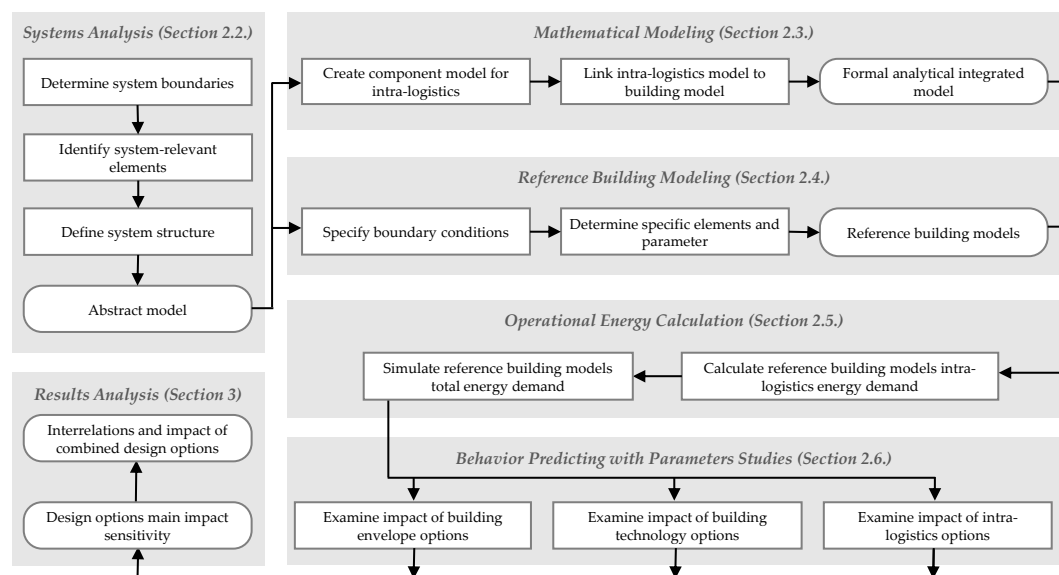 Systems Analysis (Section 2.2.)
Determine system boundaries
Identify system-relevant
elements
Define system structure
Abstract model
Mathematical Modeling (Section 2.3.)
Create component model for
intra-logistics
Link intra-logistics model to
building model
Formal analytical integrated
model
Reference Building Modeling (Section 2.4.)
Specify boundary conditions
Determine specific elements and
parameter
Reference building models
Operational Energy Calculation (Section 2.5.)
Simulate reference building models
total energy demand
Calculate reference building models intra-
logistics energy demand
Behavior Predicting with Parameters Studies (Section 2.6.)
Examine impact of building
envelope options
Examine impact of building
technology options
Examine impact of intra-
logistics options
Results Analysis (Section 3)
Interrelations and impact of
combined design options
Design options main impact
sensitivity